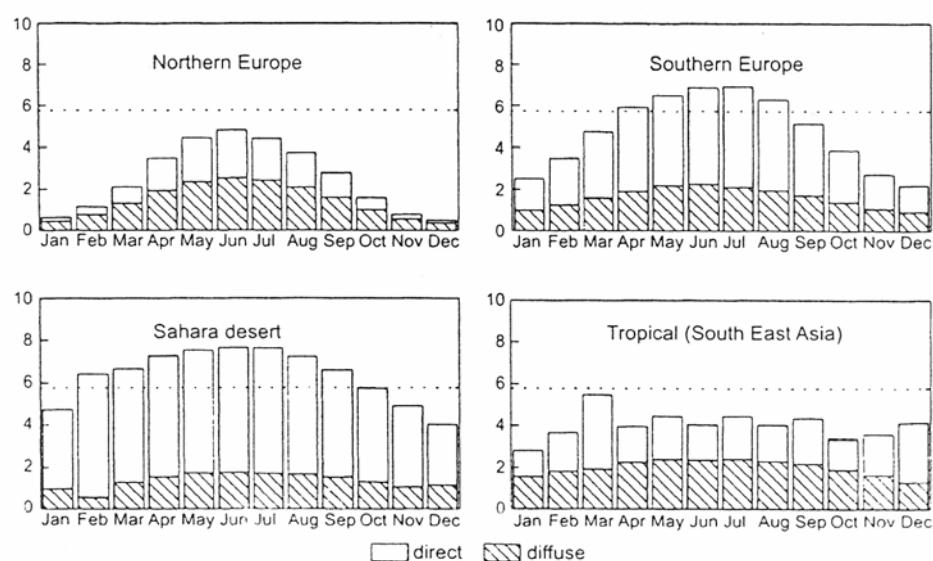 10
8
6
4
2
0
Northern Europe
Jan Feb Mar Apr May Jun Jul Aug Sep Oct Nov Dec
10
8
6
4
2
0
Southern Europe
Jan Feb Mar Apr May Jun Jul Aug Sep Oct Nov Dec
10
8
6
4
2
0
Sahara desert
Jan Feb Mar Apr May Jun Jul Aug Sep Oct Nov Dec
10
8
6
4
2
0
Tropical (South East Asia)
Jan Feb Mar Apr May Jun Jul Aug Sep Oct Nov Dec
direct diffuse